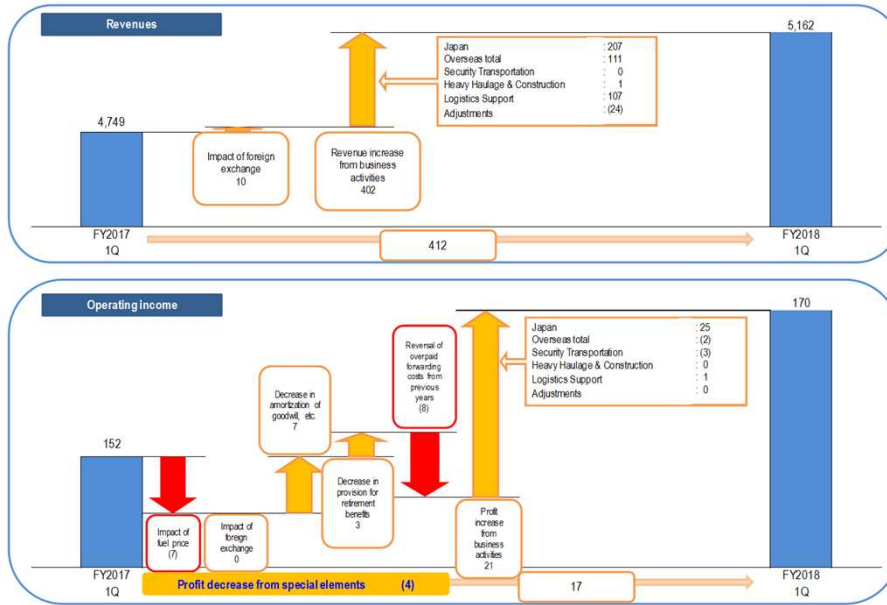 Revenues
5,162
Japan : 207
Overseas total : 111
Security Transportation : 0
Heavy Haulage & Construction : 1
Logistics Support : 107
Adjustments : (24)
4,749
Impact of foreign
exchange
10
Revenue increase
from business
activities
402
FY2017
1Q
412
FY2018
1Q
Operating income
170
Japan : 25
Overseas total : (2)
Security Transportation : (3)
Heavy Haulage & Construction : 0
Logistics Support : 1
Adjustments : 0
Reversal of
overpaid
forwarding
costs from
previous
years
(8)
Decrease in
amortization of
goodwill, etc.
7
152
Decrease in
provision for
retirement
benefits
3
Impact of
fuel price
(7)
Impact of
foreign
exchange
0
Profit
increase
from
business
activities
21
FY2017
1Q
Profit decrease from special elements (4)
17
FY2018
1Q